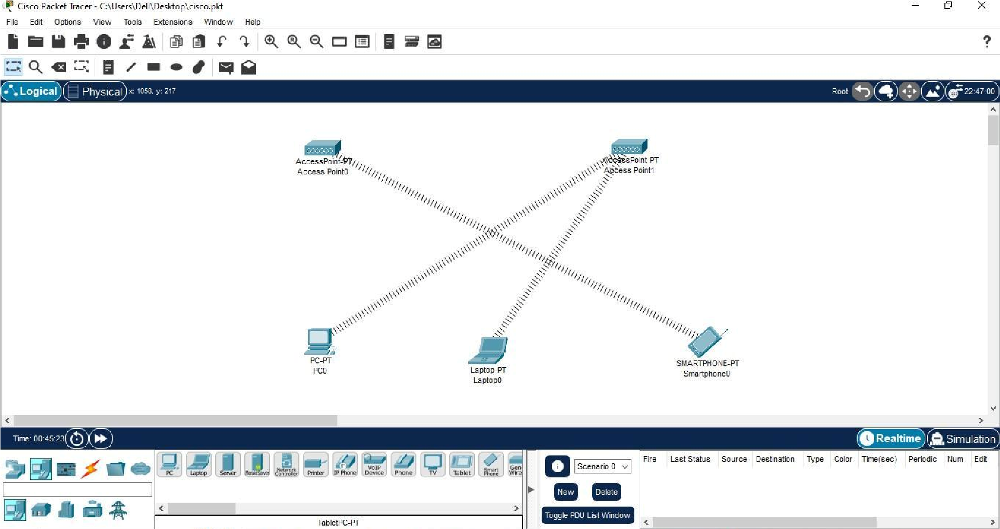 Cisco Packet Tracer - C:\Users\Dell\Desktop\cisco.pkt
File Edit Options View Tools Extensions Window Help
?
Logical Physical x: 1058, y: 217 Root 22:47:00
AccessPoint-PT
Access Point0
AccessPoint-PT
Access Point1
PC-PT
PC0
Laptop-PT
Laptop0
SMARTPHONE-PT
Smartphone0
Time: 00:45:23 Realtime Simulation
PC Laptop Server MerakiServer Network Controller Printer IP Phone VoIP Device Phone TV Tablet Smart Phone Gene Wire
TabletPC-PT
Scenario 0
New Delete
Toggle PDU List Window
Fire Last Status Source Destination Type Color Time(sec) Periodic Num Edit